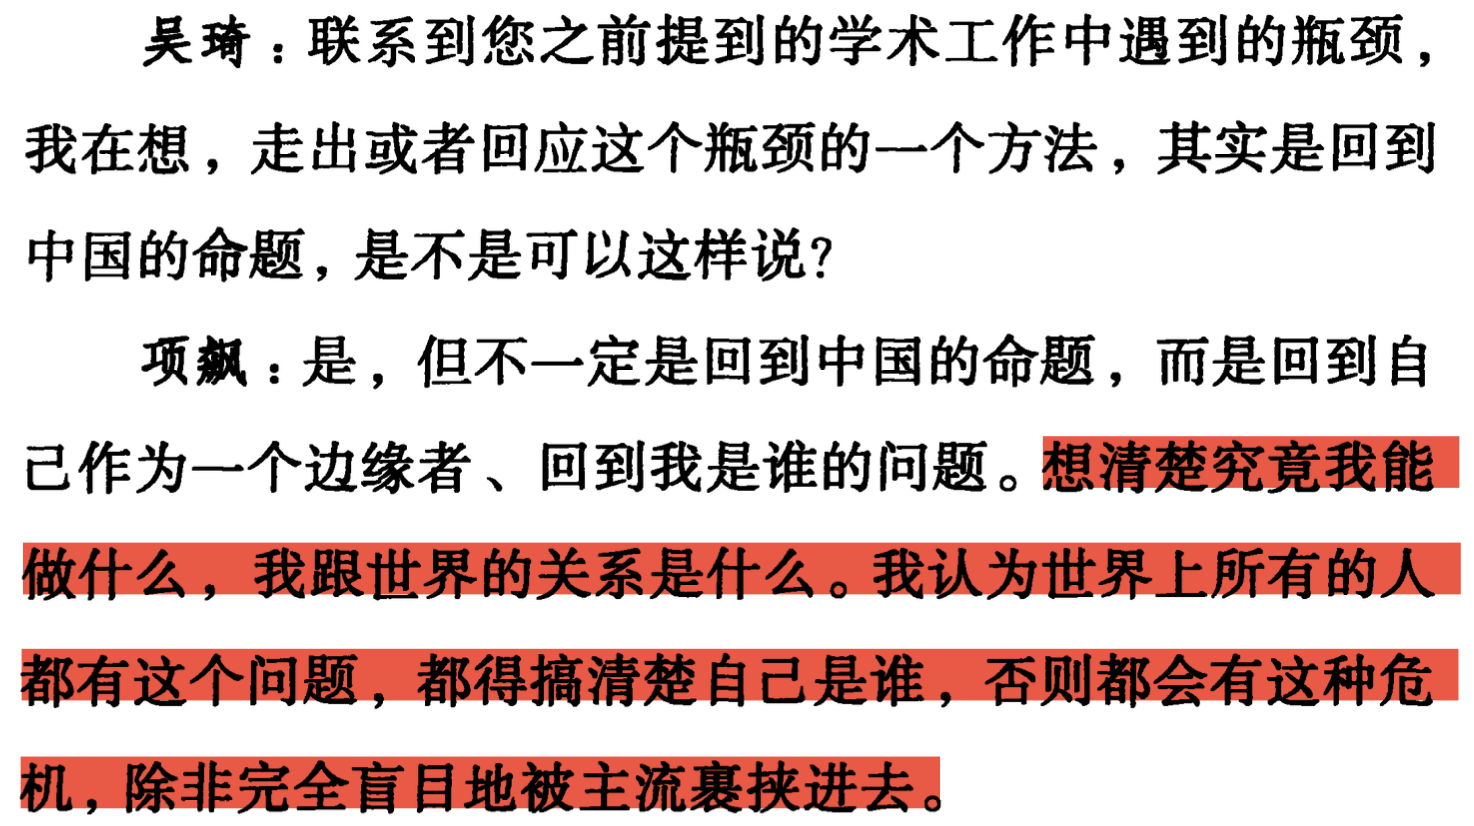 吴琦：联系到您之前提到的学术工作中遇到的瓶颈，
我在想，走出或者回应这个瓶颈的一个方法，其实是回到
中国的命题，是不是可以这样说？
项飙：是，但不一定是回到中国的命题，而是回到自
己作为一个边缘者、回到我是谁的问题。想清楚究竟我能
做什么，我跟世界的关系是什么。我认为世界上所有的人
都有这个问题，都得搞清楚自己是谁，否则都会有这种危
机，除非完全盲目地被主流裹挟进去。